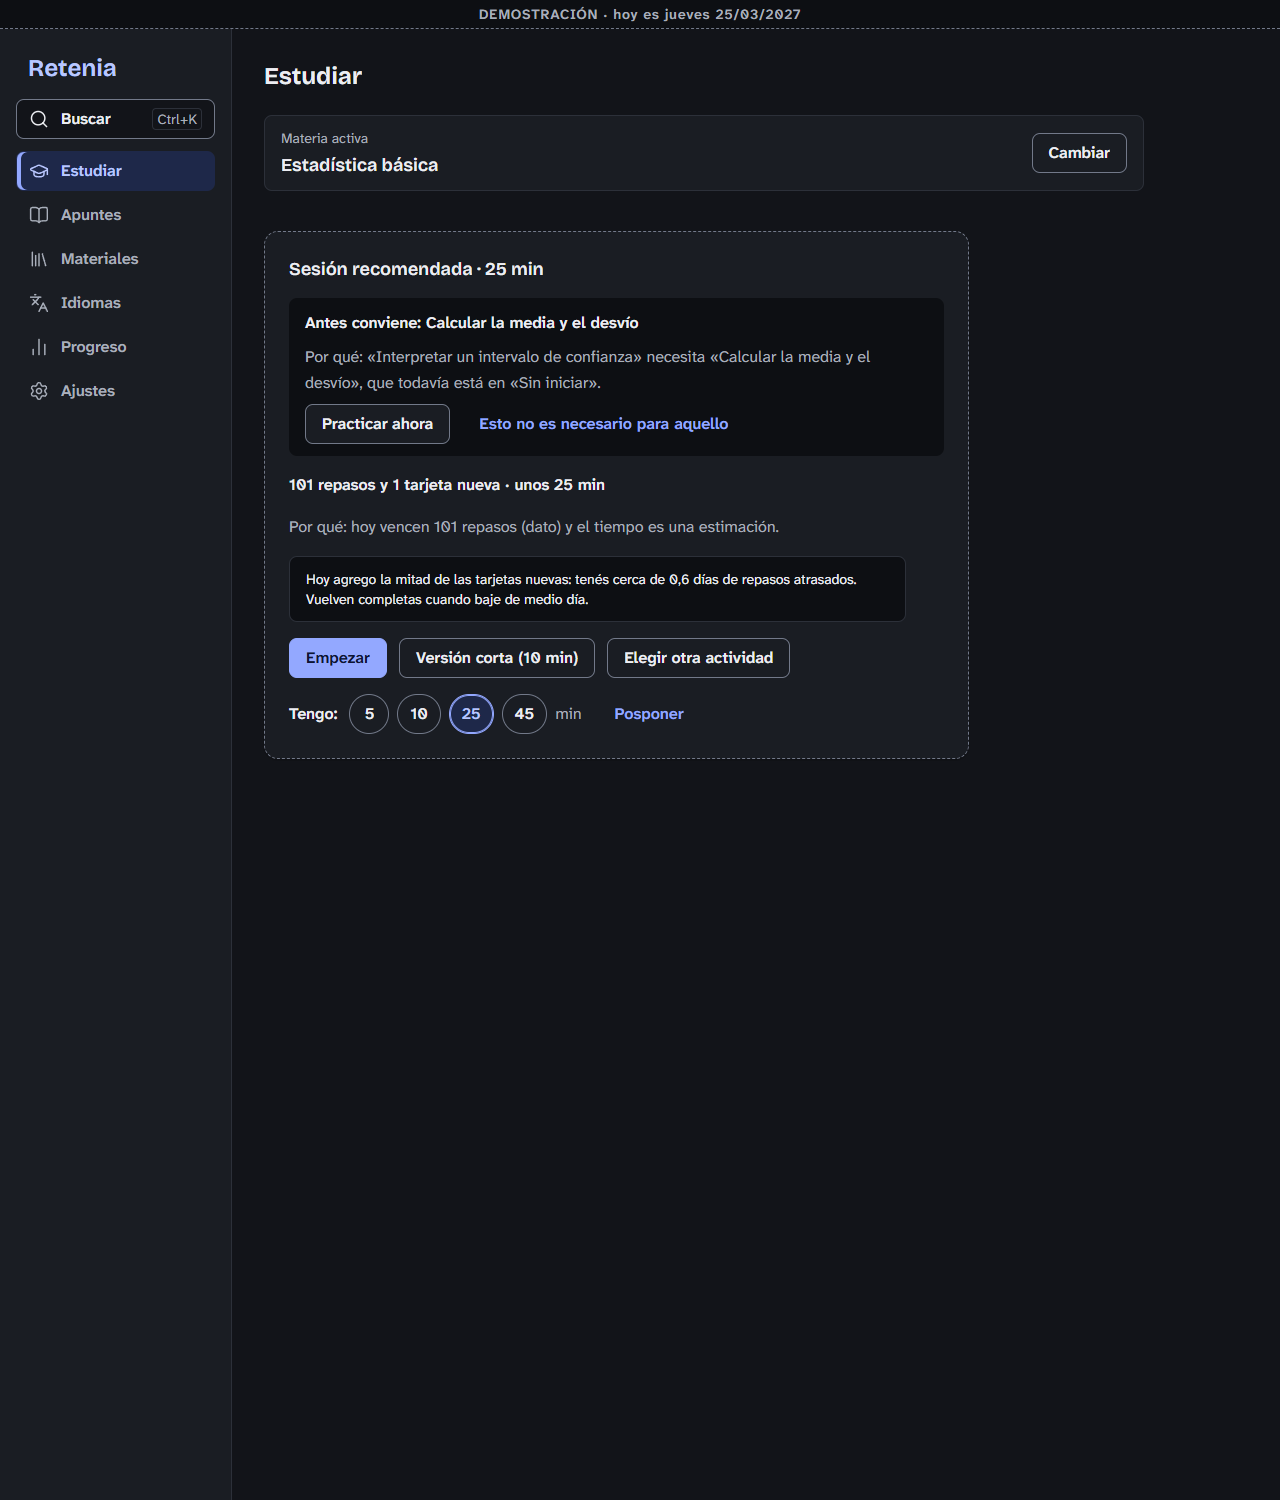 DEMOSTRACIÓN · hoy es jueves 25/03/2027
Retenia
Buscar Ctrl+K
Estudiar
Apuntes
Materiales
Idiomas
Progreso
Ajustes
Estudiar
Materia activa
Estadística básica
Cambiar
Sesión recomendada · 25 min
Antes conviene: Calcular la media y el desvío
Por qué: «Interpretar un intervalo de confianza» necesita «Calcular la media y el
desvío», que todavía está en «Sin iniciar».
Practicar ahora Esto no es necesario para aquello
101 repasos y 1 tarjeta nueva · unos 25 min
Por qué: hoy vencen 101 repasos (dato) y el tiempo es una estimación.
Hoy agrego la mitad de las tarjetas nuevas: tenés cerca de 0,6 días de repasos atrasados.
Vuelven completas cuando baje de medio día.
Empezar Versión corta (10 min) Elegir otra actividad
Tengo: 5 10 25 45 min Posponer